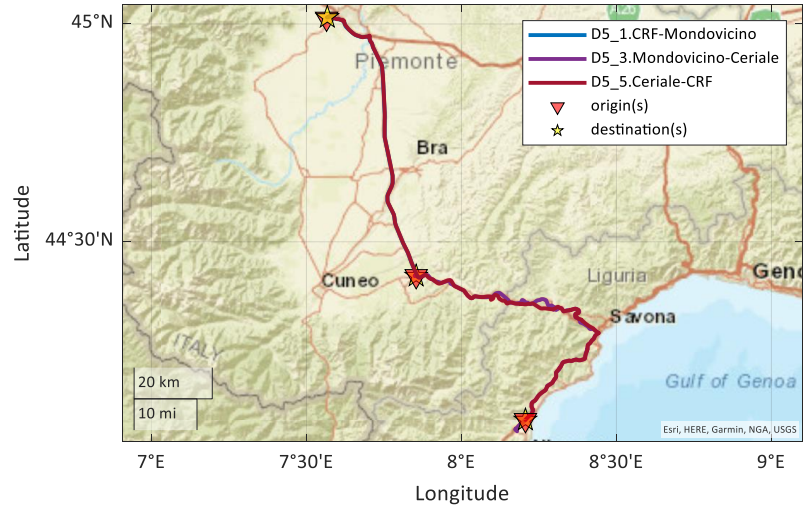 45°N
44°30'N
Latitude
7°E
7°30'E
8°E
8°30'E
9°E
Longitude
D5_1.CRF-Mondovicino
D5_3.Mondovicino-Ceriale
D5_5.Ceriale-CRF
origin(s)
destination(s)
A26
Piemonte
Bra
Cuneo
Liguria
Geno
Savona
ITALY
Gulf of Genoa
20 km
10 mi
Esri, HERE, Garmin, NGA, USGS